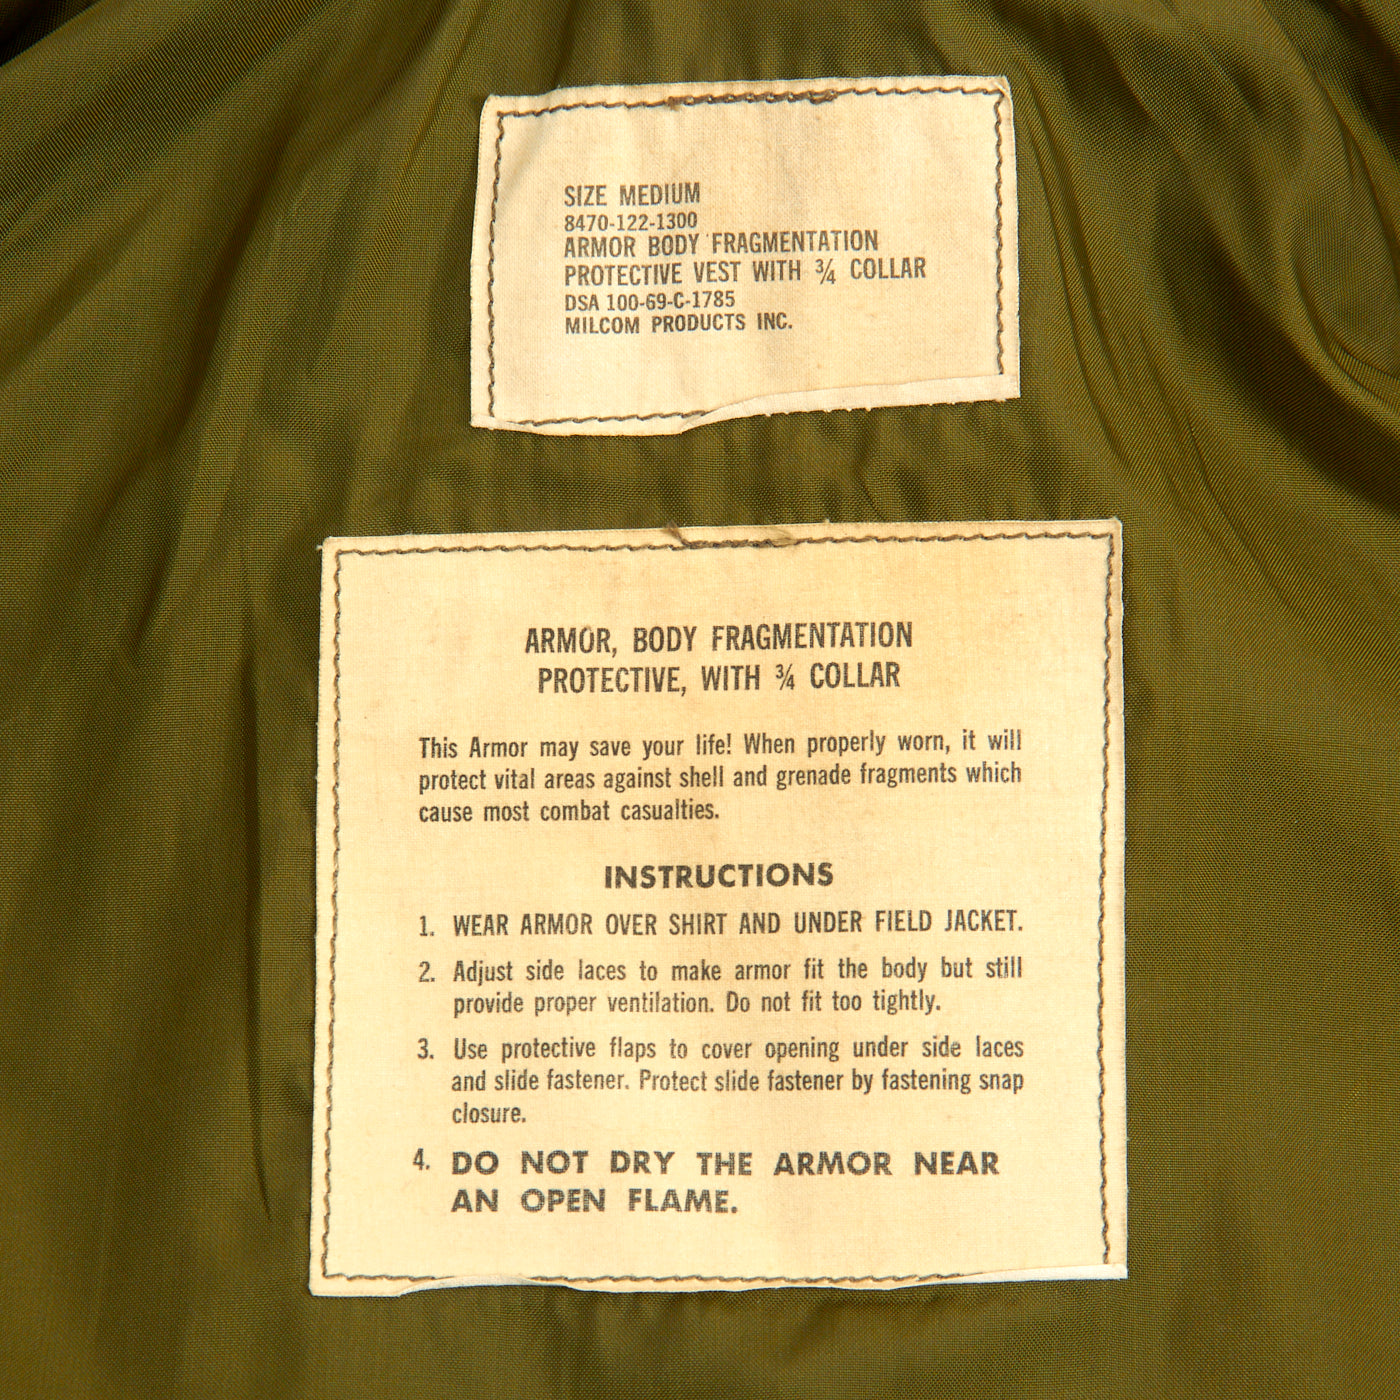 SIZE MEDIUM
8470-122-1300
ARMOR BODY FRAGMENTATION
PROTECTIVE VEST WITH ¾ COLLAR
DSA 100-69-C-1785
MILCOM PRODUCTS INC.
ARMOR, BODY FRAGMENTATION
PROTECTIVE, WITH ¾ COLLAR
This Armor may save your life! When properly worn, it will
protect vital areas against shell and grenade fragments which
cause most combat casualties.
INSTRUCTIONS
1. WEAR ARMOR OVER SHIRT AND UNDER FIELD JACKET.
2. Adjust side laces to make armor fit the body but still
provide proper ventilation. Do not fit too tightly.
3. Use protective flaps to cover opening under side laces
and slide fastener. Protect slide fastener by fastening snap
closure.
4. DO NOT DRY THE ARMOR NEAR
AN OPEN FLAME.